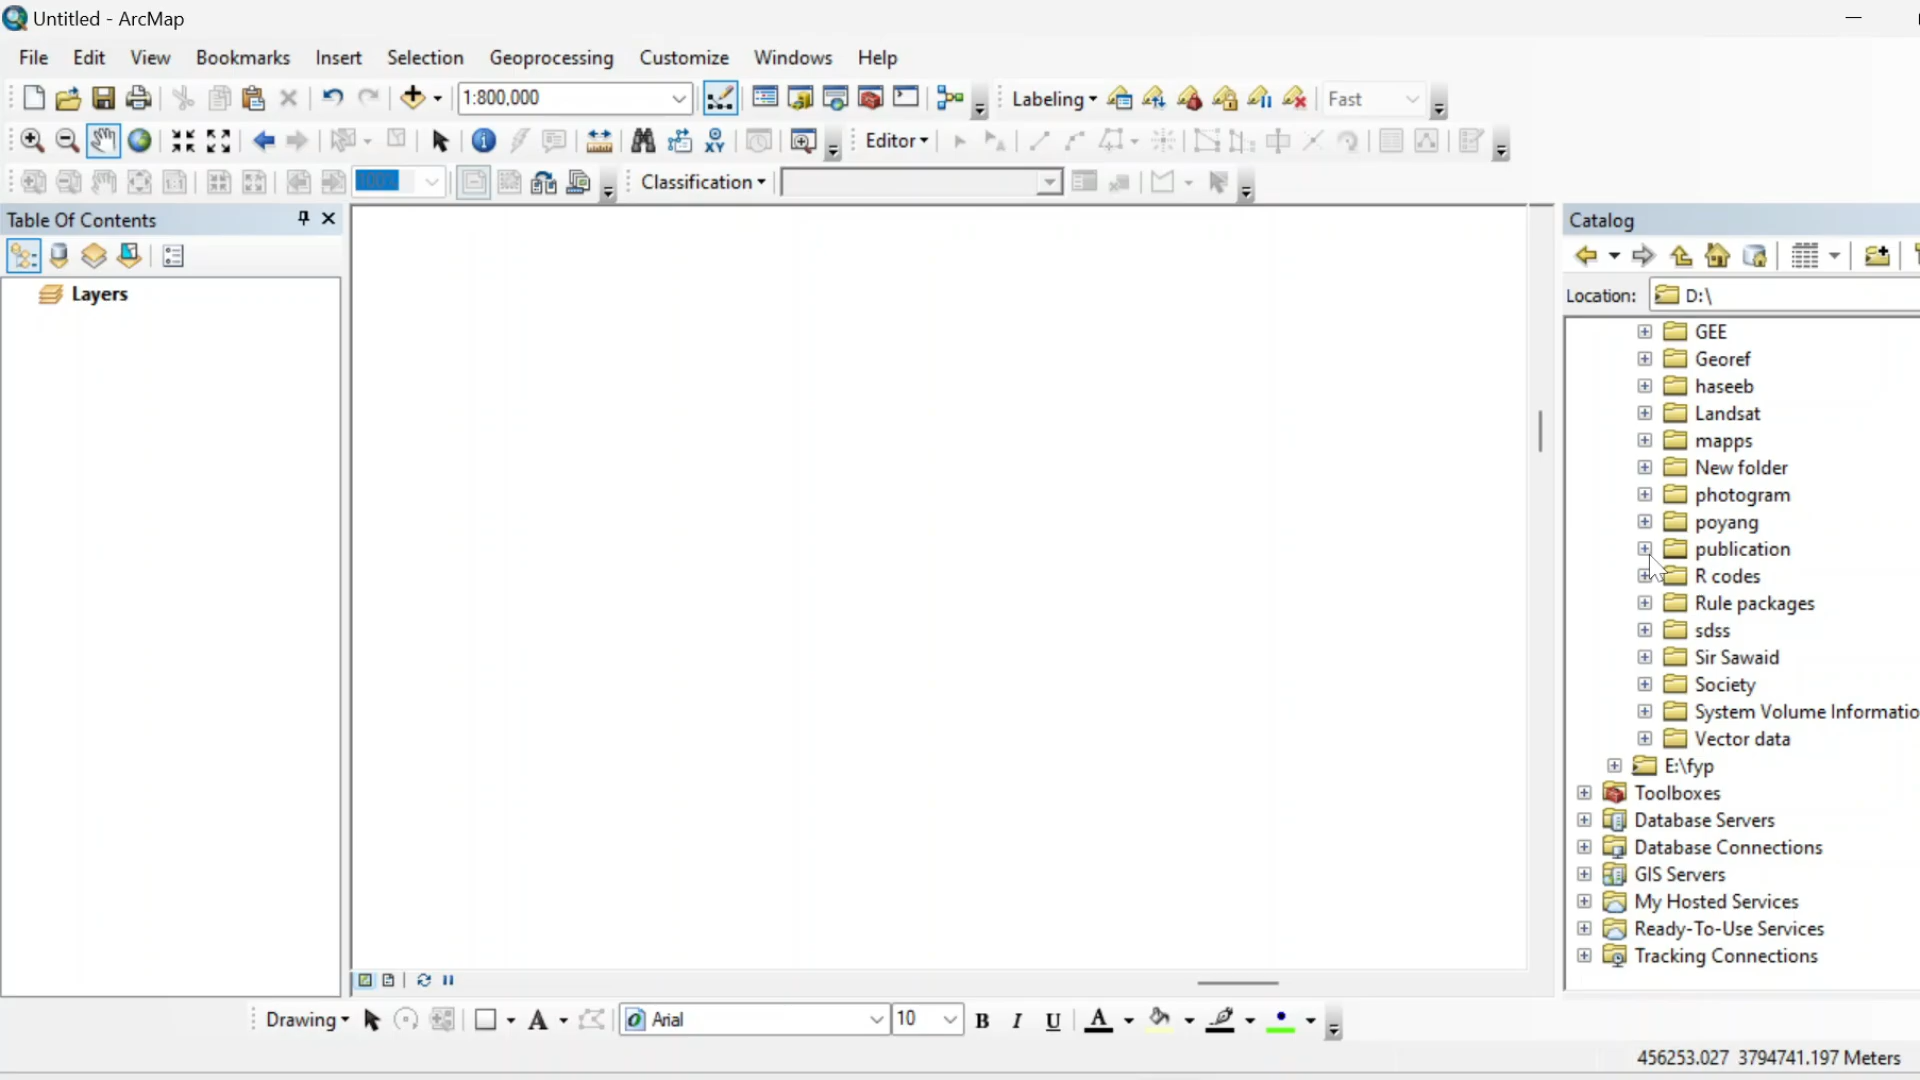 Untitled - ArcMap
File Edit View Bookmarks Insert Selection Geoprocessing Customize Windows Help
1:800,000 Labeling Fast
Editor
Classification
Table Of Contents
Layers
Catalog
Location: D:\
GEE
Georef
haseeb
Landsat
mapps
New folder
photogram
poyang
publication
R codes
Rule packages
sdss
Sir Sawaid
Society
System Volume Informatio
Vector data
E:\fyp
Toolboxes
Database Servers
Database Connections
GIS Servers
My Hosted Services
Ready-To-Use Services
Tracking Connections
Drawing A Arial 10 B I U A
456253.027 3794741.197 Meters